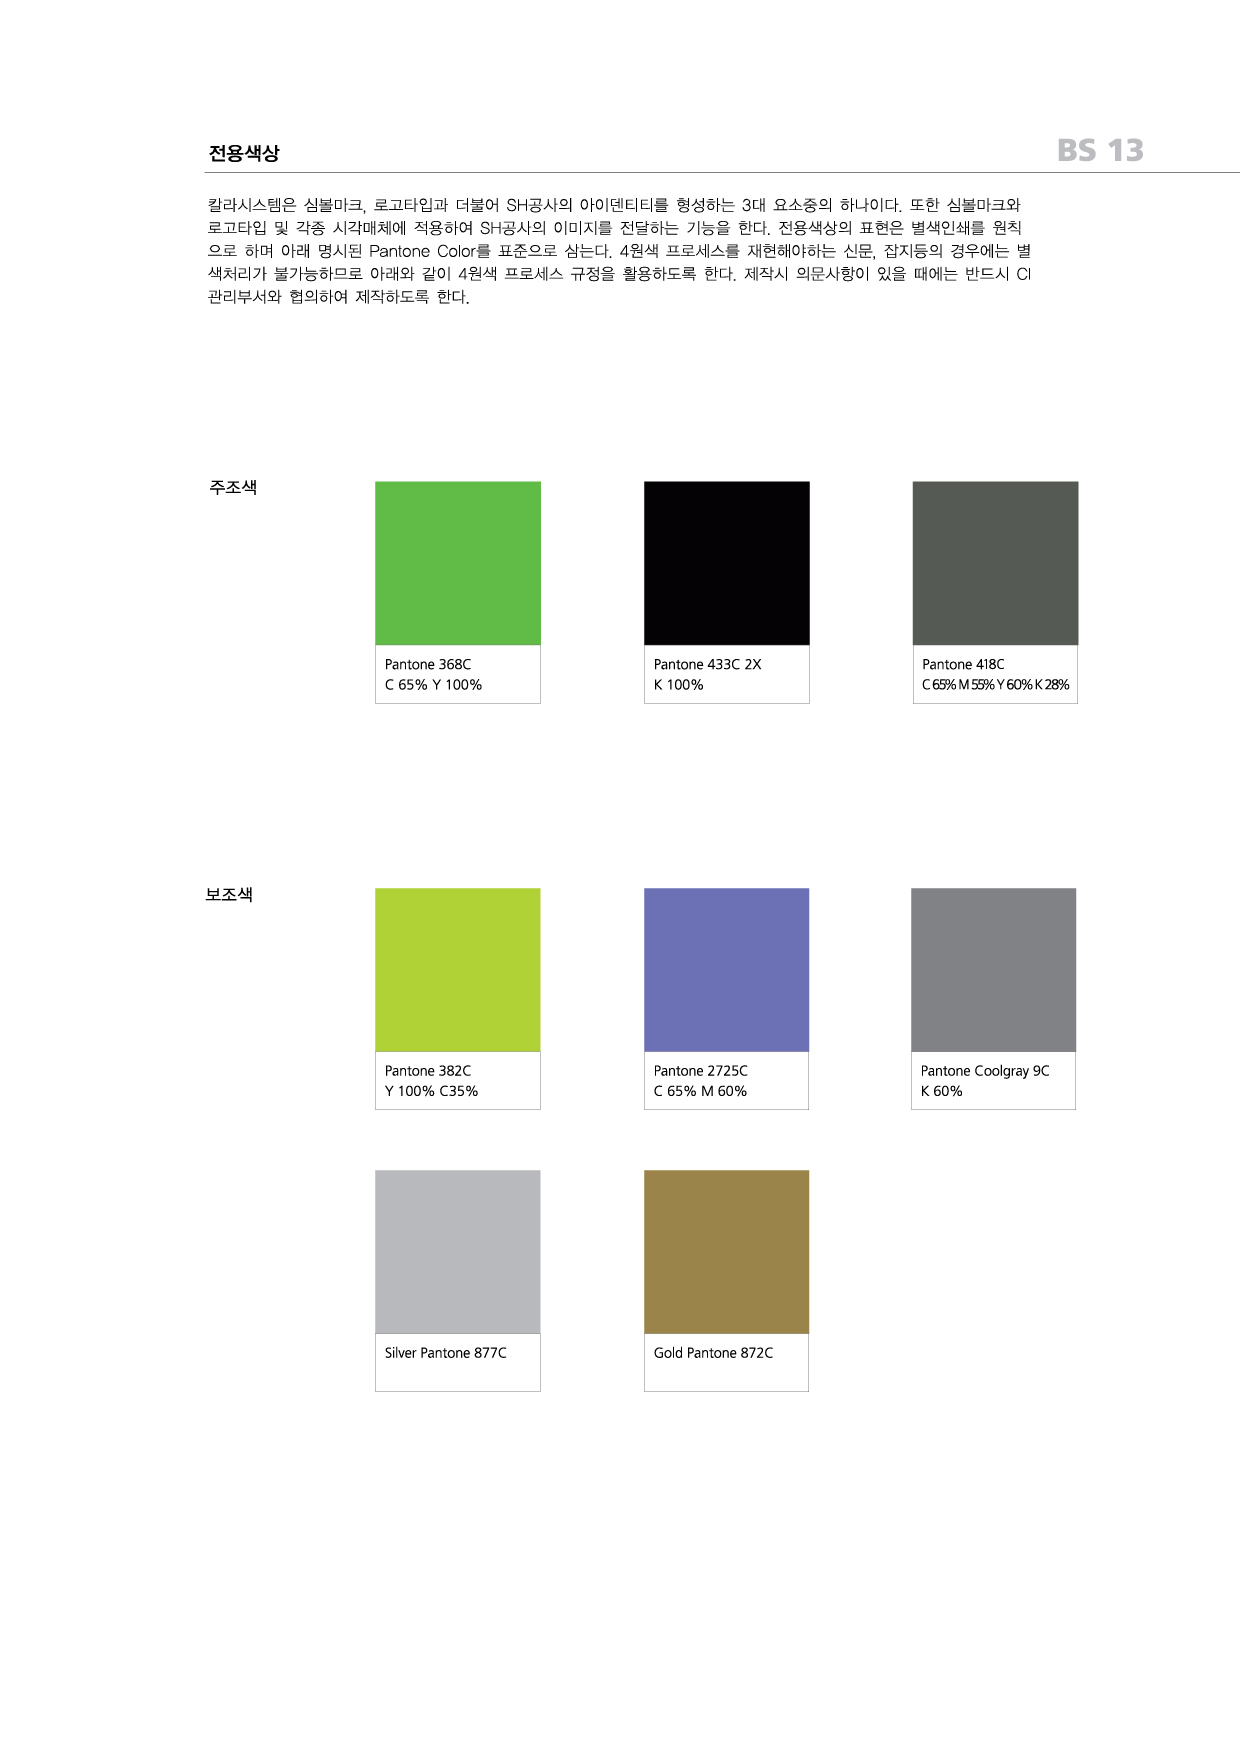 전용색상
BS 13
칼라시스템은 심볼마크, 로고타입과 더불어 SH공사의 아이덴티티를 형성하는 3대 요소중의 하나이다. 또한 심볼마크와
로고타입 및 각종 시각매체에 적용하여 SH공사의 이미지를 전달하는 기능을 한다. 전용색상의 표현은 별색인쇄를 원칙
으로 하며 아래 명시된 Pantone Color를 표준으로 삼는다. 4원색 프로세스를 재현해야하는 신문, 잡지등의 경우에는 별
색처리가 불가능하므로 아래와 같이 4원색 프로세스 규정을 활용하도록 한다. 제작시 의문사항이 있을 때에는 반드시 CI
관리부서와 협의하여 제작하도록 한다.
주조색
Pantone 368C
C 65% Y 100%
Pantone 433C 2X
K 100%
Pantone 418C
C 65% M 55% Y 60% K 28%
보조색
Pantone 382C
Y 100% C35%
Pantone 2725C
C 65% M 60%
Pantone Coolgray 9C
K 60%
Silver Pantone 877C
Gold Pantone 872C